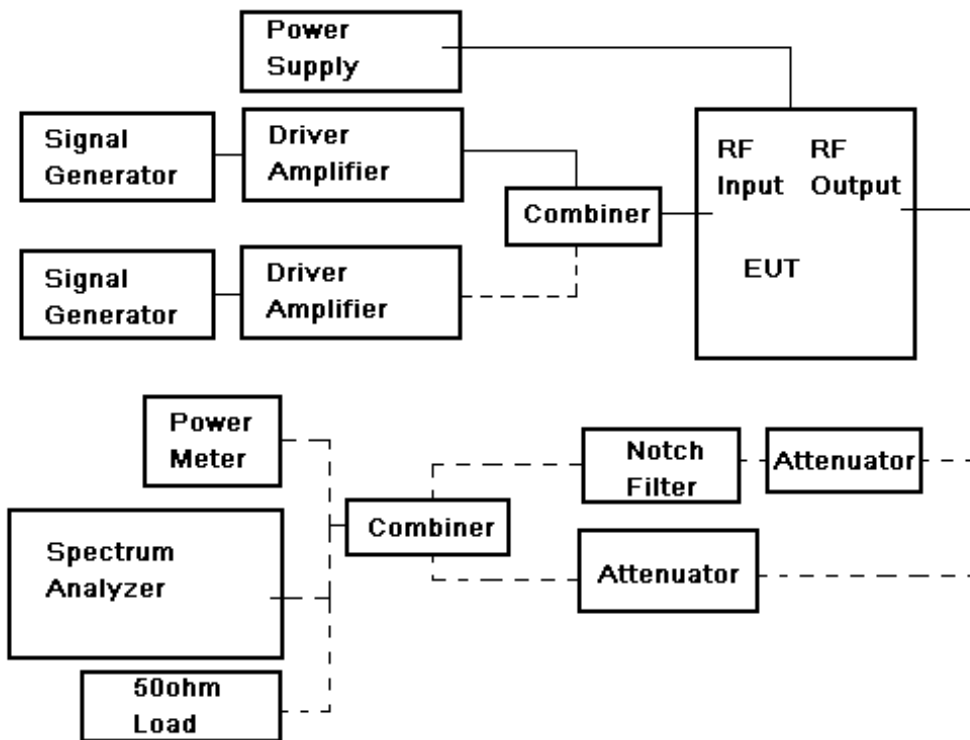 Power
Supply
Signal
Generator
Driver
Amplifier
Combiner
RF
Input
RF
Output
EUT
Signal
Generator
Driver
Amplifier
Power
Meter
Notch
Filter
Attenuator
Combiner
Spectrum
Analyzer
Attenuator
50ohm
Load